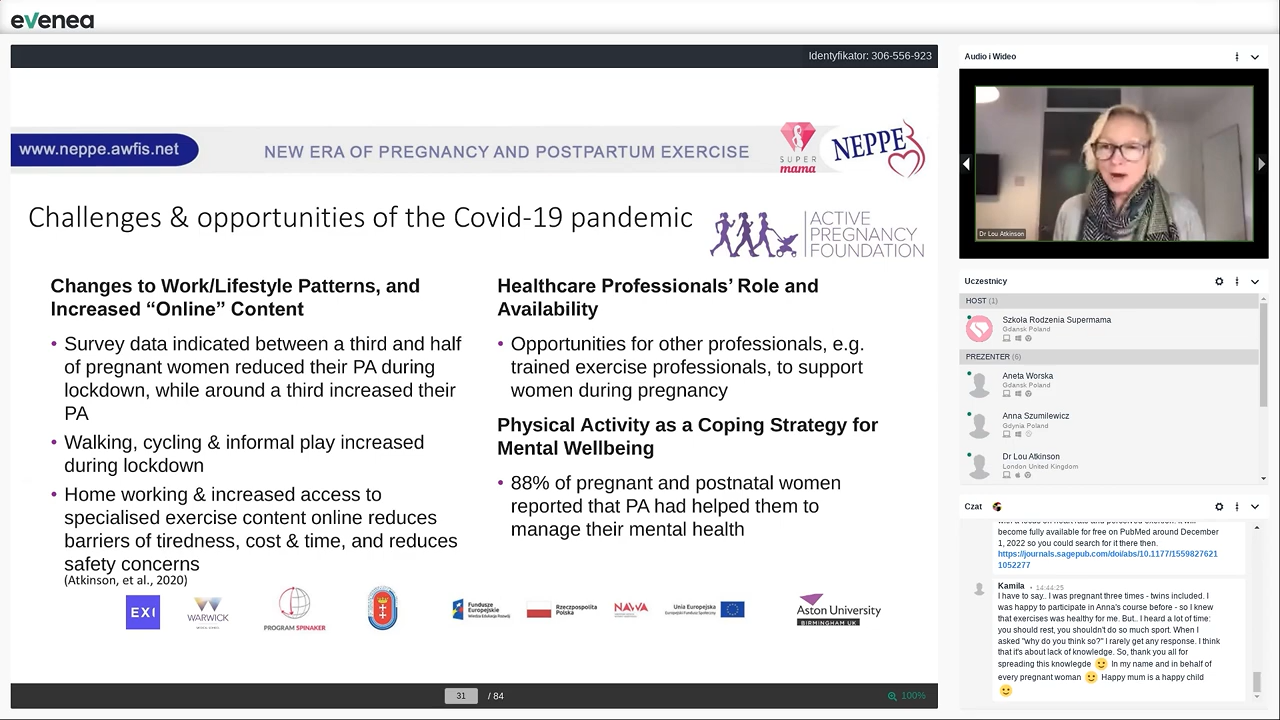 evenea
Identyfikator: 306-556-923
www.neppe.awfis.net
NEW ERA OF PREGNANCY AND POSTPARTUM EXERCISE
SUPER
mama
NEPPE
Challenges & opportunities of the Covid-19 pandemic
ACTIVE
PREGNANCY
FOUNDATION
Changes to Work/Lifestyle Patterns, and
Increased “Online” Content
• Survey data indicated between a third and half
of pregnant women reduced their PA during
lockdown, while around a third increased their
PA
• Walking, cycling & informal play increased
during lockdown
• Home working & increased access to
specialised exercise content online reduces
barriers of tiredness, cost & time, and reduces
safety concerns
(Atkinson, et al., 2020)
Healthcare Professionals’ Role and
Availability
• Opportunities for other professionals, e.g.
trained exercise professionals, to support
women during pregnancy
Physical Activity as a Coping Strategy for
Mental Wellbeing
• 88% of pregnant and postnatal women
reported that PA had helped them to
manage their mental health
EXI
WARWICK
PROGRAM SPINAKER
Fundusze
Europejskie
Wiedza Edukacja Rozwój
Rzeczpospolita
Polska
NAWA
Unia Europejska
Europejski Fundusz Społeczny
Aston University
BIRMINGHAM UK
31 / 84
100%
Audio i Wideo
Dr Lou Atkinson
Uczestnicy
HOST (1)
Szkoła Rodzenia Supermama
Gdansk Poland
PREZENTER (6)
Aneta Worska
Gdansk Poland
Anna Szumilewicz
Gdynia Poland
Dr Lou Atkinson
London United Kingdom
Czat
become fully available for free on PubMed around December
1, 2022 so you could search for it there then.
https://journals.sagepub.com/doi/abs/10.1177/1559827621
1052277
Kamila • 14:44:25
I have to say.. I was pregnant three times - twins included. I
was happy to participate in Anna's course before - so I knew
that exercises was healthy for me. But.. I heard a lot of time:
you should rest, you shouldn't do so much sport. When I
asked "why do you think so?" I rarely get any response. I think
that it's about lack of knowledge. So, thank you all for
spreading this knowlegde 🙂 In my name and in behalf of
every pregnant woman 🙂 Happy mum is a happy child
🙂